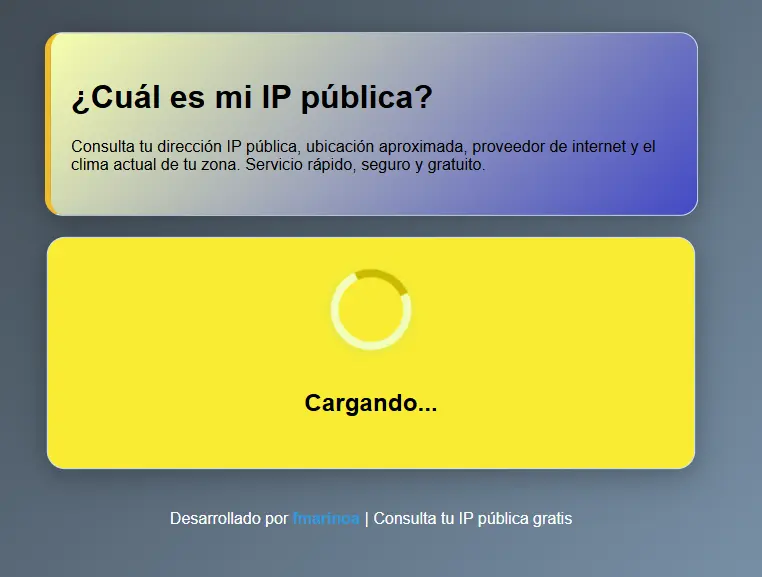 ¿Cuál es mi IP pública?
Consulta tu dirección IP pública, ubicación aproximada, proveedor de internet y el
clima actual de tu zona. Servicio rápido, seguro y gratuito.
Cargando...
Desarrollado por fmarinoa | Consulta tu IP pública gratis